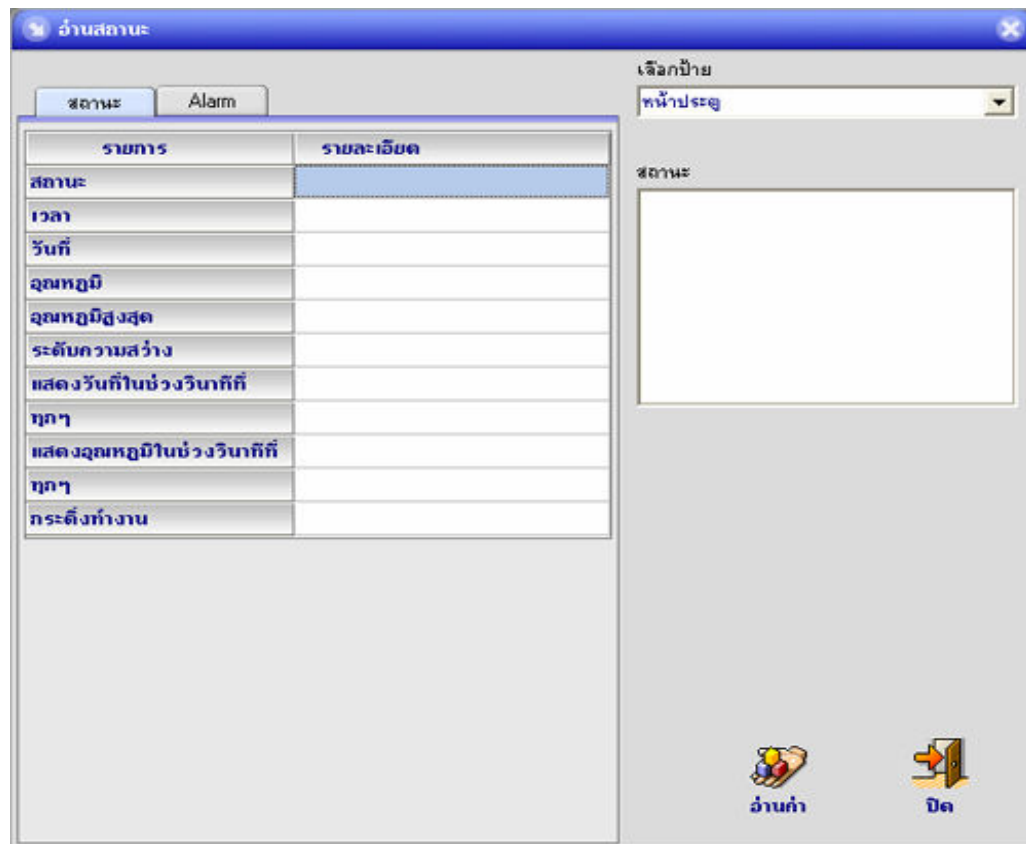 อ่านสถานะ
สถานะ
Alarm
รายการ
รายละเอียด
สถานะ
เวลา
วันที่
อุณหภูมิ
อุณหภูมิสูงสุด
ระดับความสว่าง
แสดงวันที่ในช่วงวินาทีที่
ทุกๆ
แสดงอุณหภูมิในช่วงวินาทีที่
ทุกๆ
กระดิ่งทำงาน
เลือกป้าย
หน้าประตู
สถานะ
อ่านค่า
ปิด